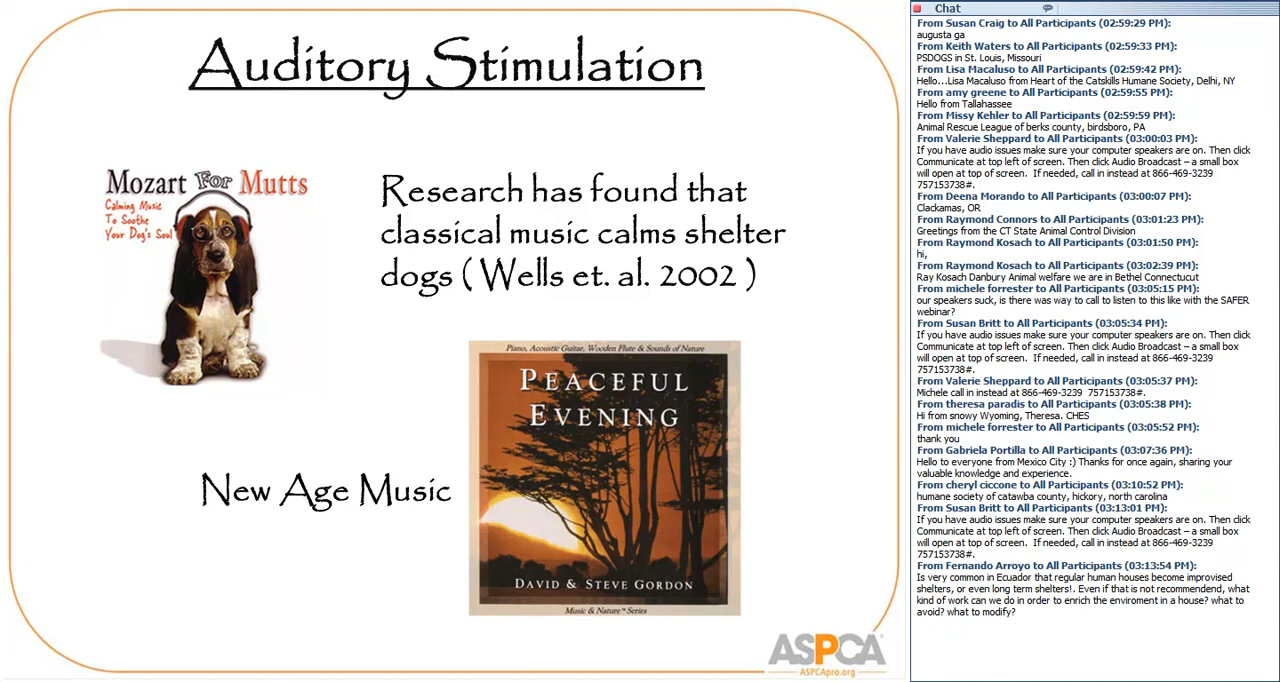 Auditory Stimulation
Mozart For Mutts
Calming Music
To Soothe
Your Dog's Soul
Research has found that
classical music calms shelter
dogs ( Wells et. al. 2002 )
New Age Music
Piano, Acoustic Guitar, Wooden Flute & Sounds of Nature
PEACEFUL
EVENING
DAVID & STEVE GORDON
Music & Nature™ Series
ASPCA
ASPCApro.org
Chat
From Susan Craig to All Participants (02:59:29 PM):
augusta ga
From Keith Waters to All Participants (02:59:33 PM):
PSDOGS in St. Louis, Missouri
From Lisa Macaluso to All Participants (02:59:42 PM):
Hello...Lisa Macaluso from Heart of the Catskills Humane Society, Delhi, NY
From amy greene to All Participants (02:59:55 PM):
Hello from Tallahassee
From Missy Kehler to All Participants (02:59:59 PM):
Animal Rescue League of berks county, birdsboro, PA
From Valerie Sheppard to All Participants (03:00:03 PM):
If you have audio issues make sure your computer speakers are on. Then click
Communicate at top left of screen. Then click Audio Broadcast – a small box
will open at top of screen.  If needed, call in instead at 866-469-3239
757153738#.
From Deena Morando to All Participants (03:00:07 PM):
Clackamas, OR
From Raymond Connors to All Participants (03:01:23 PM):
Greetings from the CT State Animal Control Division
From Raymond Kosach to All Participants (03:01:50 PM):
hi,
From Raymond Kosach to All Participants (03:02:39 PM):
Ray Kosach Danbury Animal welfare we are in Bethel Connectucut
From michele forrester to All Participants (03:05:15 PM):
our speakers suck, is there was way to call to listen to this like with the SAFER
webinar?
From Susan Britt to All Participants (03:05:34 PM):
If you have audio issues make sure your computer speakers are on. Then click
Communicate at top left of screen. Then click Audio Broadcast – a small box
will open at top of screen.  If needed, call in instead at 866-469-3239
757153738#.
From Valerie Sheppard to All Participants (03:05:37 PM):
Michele call in instead at 866-469-3239  757153738#.
From theresa paradis to All Participants (03:05:38 PM):
Hi from snowy Wyoming, Theresa. CHES
From michele forrester to All Participants (03:05:52 PM):
thank you
From Gabriela Portilla to All Participants (03:07:36 PM):
Hello to everyone from Mexico City :) Thanks for once again, sharing your
valuable knowledge and experience.
From cheryl ciccone to All Participants (03:10:52 PM):
humane society of catawba county, hickory, north carolina
From Susan Britt to All Participants (03:13:01 PM):
If you have audio issues make sure your computer speakers are on. Then click
Communicate at top left of screen. Then click Audio Broadcast – a small box
will open at top of screen.  If needed, call in instead at 866-469-3239
757153738#.
From Fernando Arroyo to All Participants (03:13:54 PM):
Is very common in Ecuador that regular human houses become improvised
shelters, or even long term shelters!. Even if that is not recommendend, what
kind of work can we do in order to enrich the enviroment in a house? what to
avoid? what to modify?